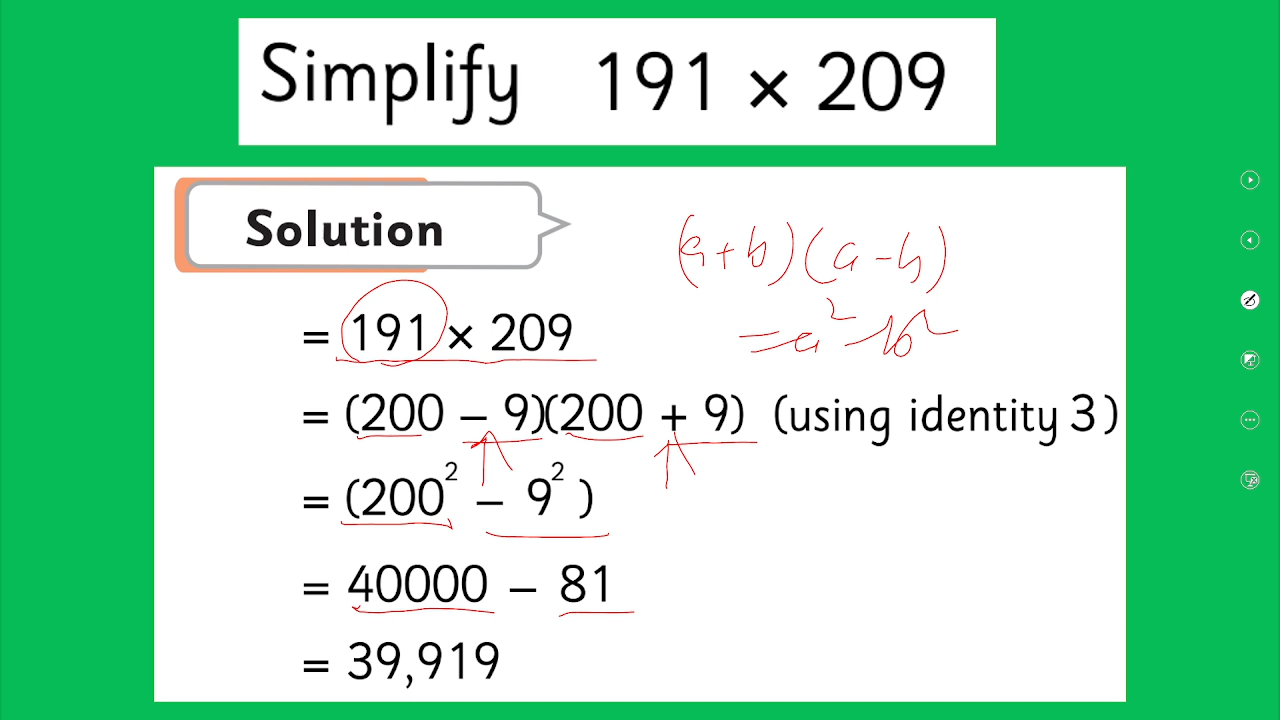 Simplify 191 × 209
Solution
(a+b)(a-b)
= a² - b²
= 191 × 209
= (200 – 9)(200 + 9) (using identity 3)
= (200² – 9²)
= 40000 – 81
= 39,919